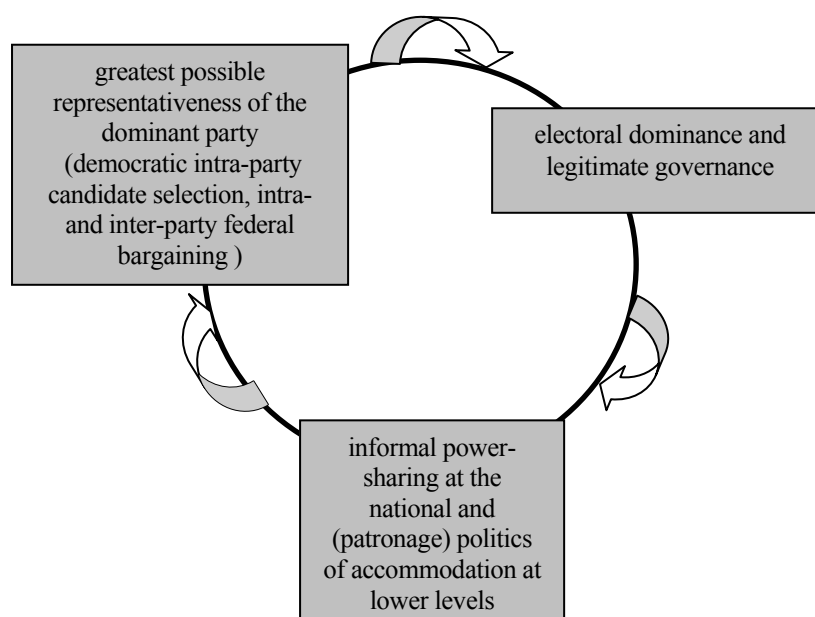 greatest possible
representativeness of the
dominant party
(democratic intra-party
candidate selection, intra-
and inter-party federal
bargaining )
electoral dominance and
legitimate governance
informal power-
sharing at the
national and
(patronage) politics
of accommodation at
lower levels